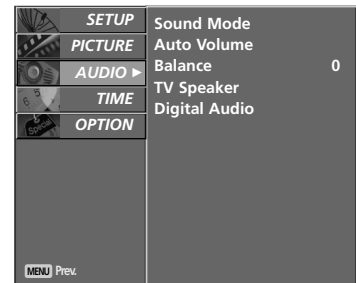 SETUP
PICTURE
AUDIO ►
TIME
OPTION
MENU Prev.
Sound Mode
Auto Volume
Balance 0
TV Speaker
Digital Audio